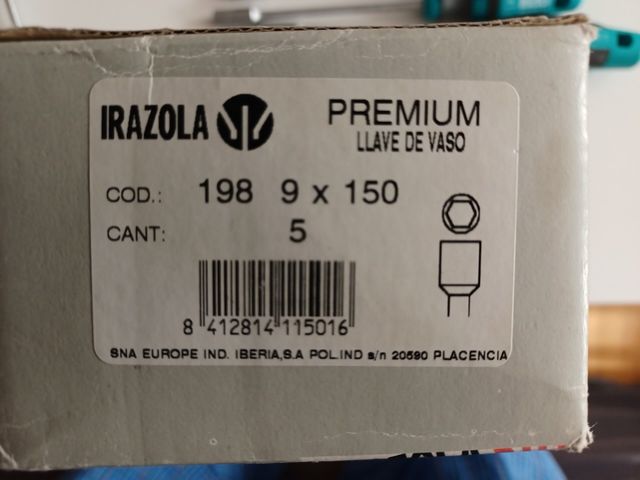 IRAZOLA
PREMIUM
LLAVE DE VASO
COD.: 198 9 x 150
CANT: 5
8 412814 115016
SNA EUROPE IND. IBERIA,S.A POL.IND s/n 20590 PLACENCIA